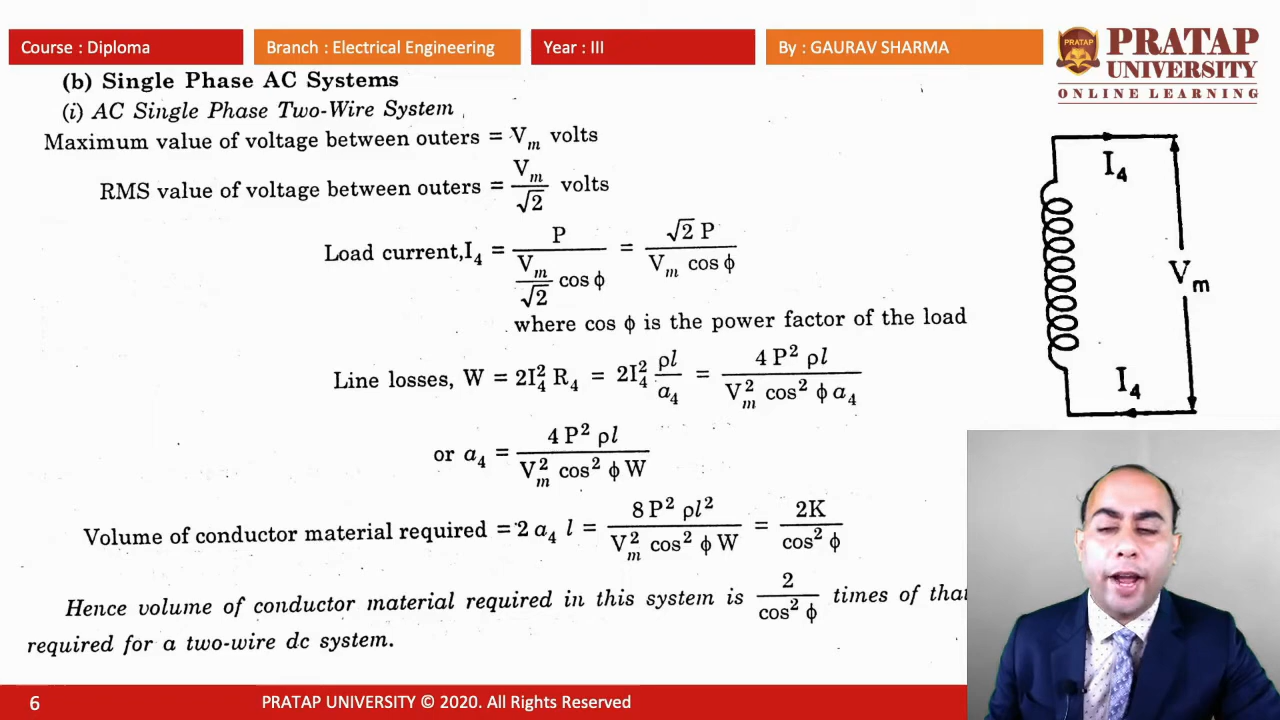 Course : Diploma
Branch : Electrical Engineering
Year : III
By : GAURAV SHARMA
PRATAP
PRATAP
UNIVERSITY
ONLINE LEARNING
(b) Single Phase AC Systems
(i) AC Single Phase Two-Wire System
Maximum value of voltage between outers = Vₘ volts
RMS value of voltage between outers = Vₘ/√2 volts
Load current, I₄ = P / ((Vₘ/√2) cos ϕ) = √2 P / (Vₘ cos ϕ)
where cos ϕ is the power factor of the load
Line losses, W = 2I₄² R₄ = 2I₄² ρl/a₄ = 4 P² ρl / (Vₘ² cos² ϕ a₄)
or a₄ = 4 P² ρl / (Vₘ² cos² ϕ W)
Volume of conductor material required = 2 a₄ l = 8 P² ρl² / (Vₘ² cos² ϕ W) = 2K / cos² ϕ
Hence volume of conductor material required in this system is 2 / cos² ϕ times of that
required for a two-wire dc system.
I₄
Vₘ
I₄
6
PRATAP UNIVERSITY © 2020. All Rights Reserved